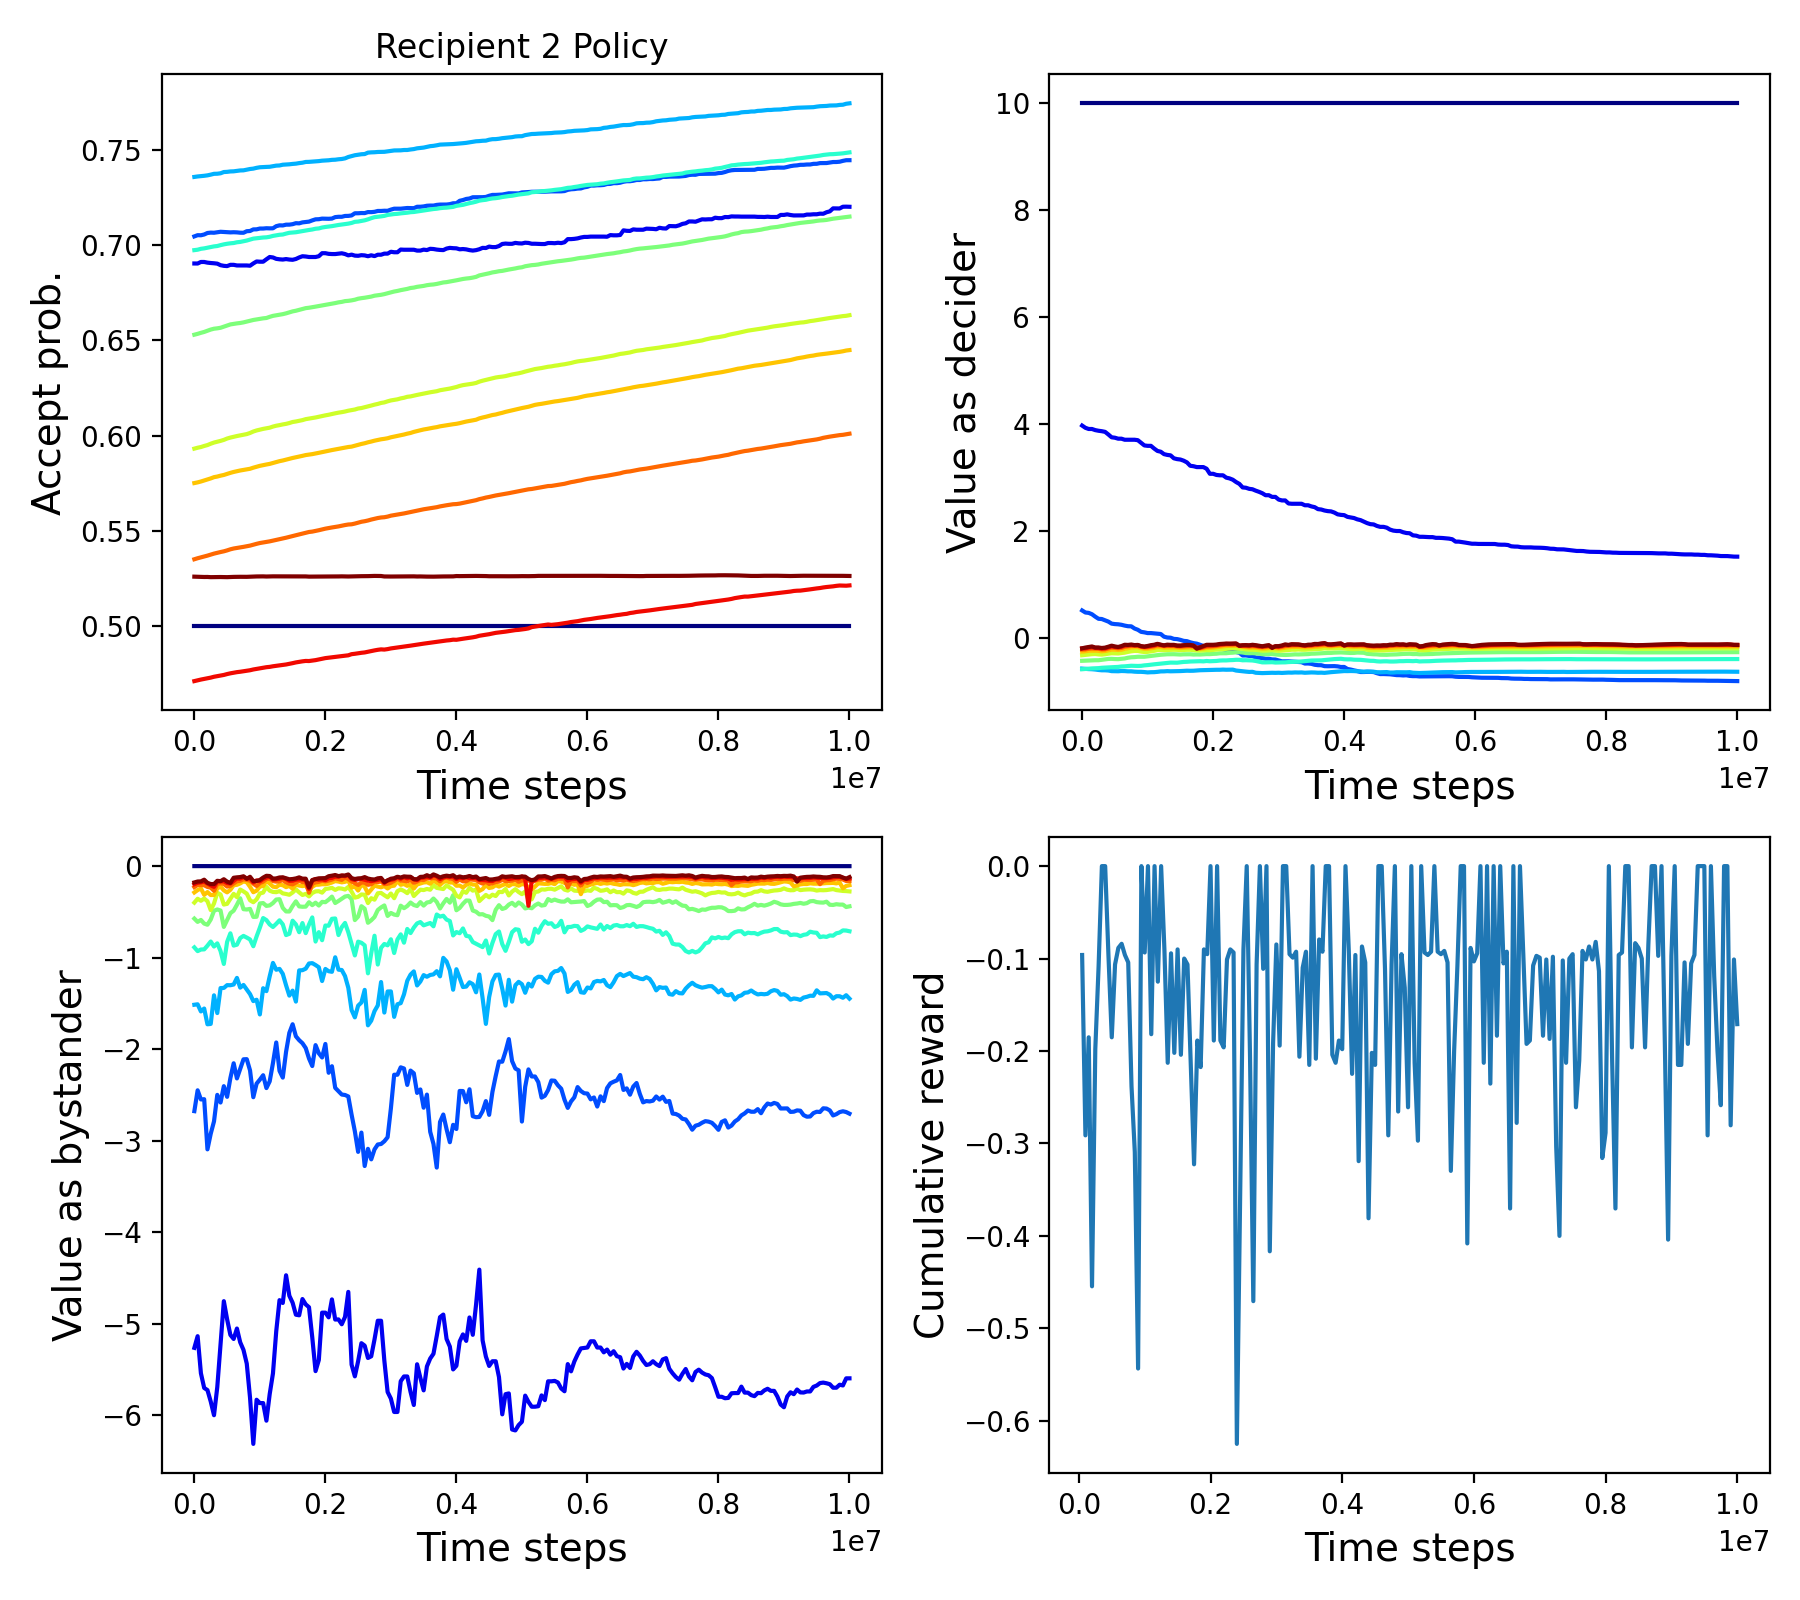 Recipient 2 Policy
Accept prob.
0.75
0.70
0.65
0.60
0.55
0.50
0.0 0.2 0.4 0.6 0.8 1.0
1e7
Time steps
Value as decider
10
8
6
4
2
0
0.0 0.2 0.4 0.6 0.8 1.0
1e7
Time steps
Value as bystander
0
−1
−2
−3
−4
−5
−6
0.0 0.2 0.4 0.6 0.8 1.0
1e7
Time steps
Cumulative reward
0.0
−0.1
−0.2
−0.3
−0.4
−0.5
−0.6
0.0 0.2 0.4 0.6 0.8 1.0
1e7
Time steps